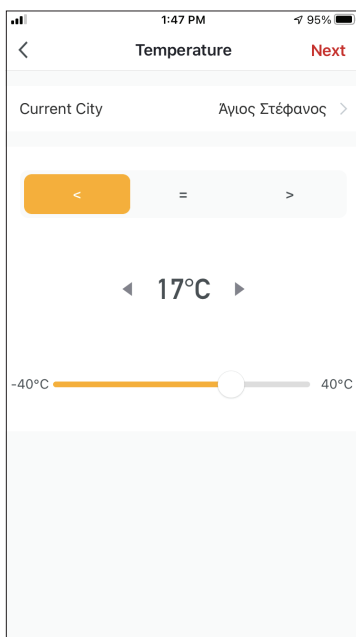 1:47 PM 95%
Temperature Next
Current City Άγιος Στέφανος
< = >
17°C
-40°C 40°C